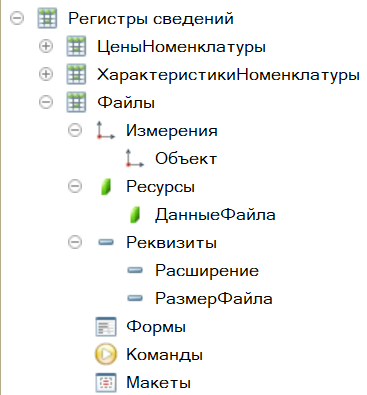 Регистры сведений
ЦеныНоменклатуры
ХарактеристикиНоменклатуры
Файлы
Измерения
Объект
Ресурсы
ДанныеФайла
Реквизиты
Расширение
РазмерФайла
Формы
Команды
Макеты